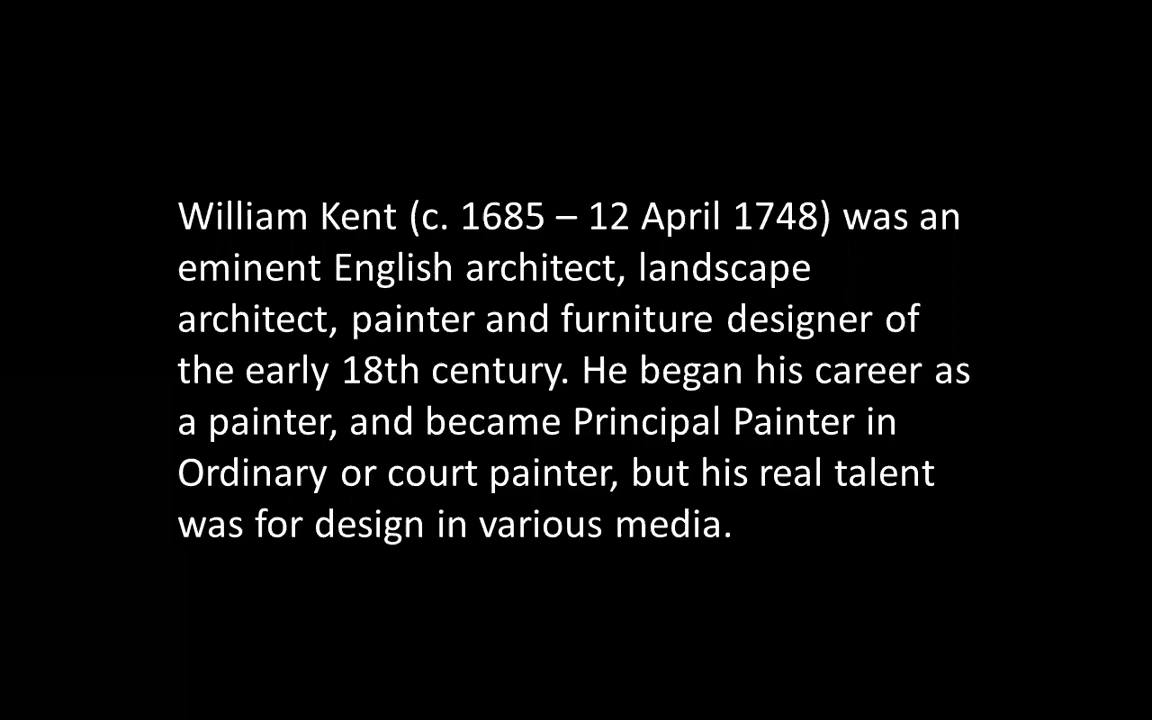 William Kent (c. 1685 – 12 April 1748) was an
eminent English architect, landscape
architect, painter and furniture designer of
the early 18th century. He began his career as
a painter, and became Principal Painter in
Ordinary or court painter, but his real talent
was for design in various media.